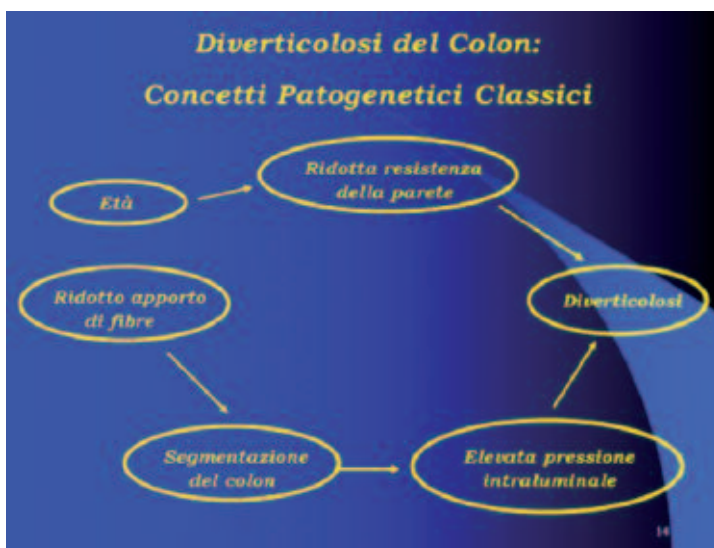 Diverticolosi del Colon:
Concetti Patogenetici Classici
Ridotta resistenza
della parete
Età
Ridotto apporto
di fibre
Diverticolosi
Segmentazione
del colon
Elevata pressione
intraluminale
14